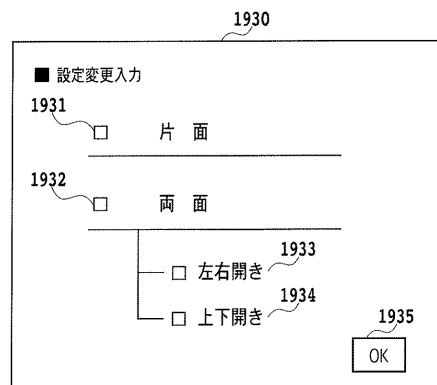 1930
■ 設定変更入力
1931
□ 片 面
1932
□ 両 面
□ 左右開き 1933
□ 上下開き 1934
1935
OK